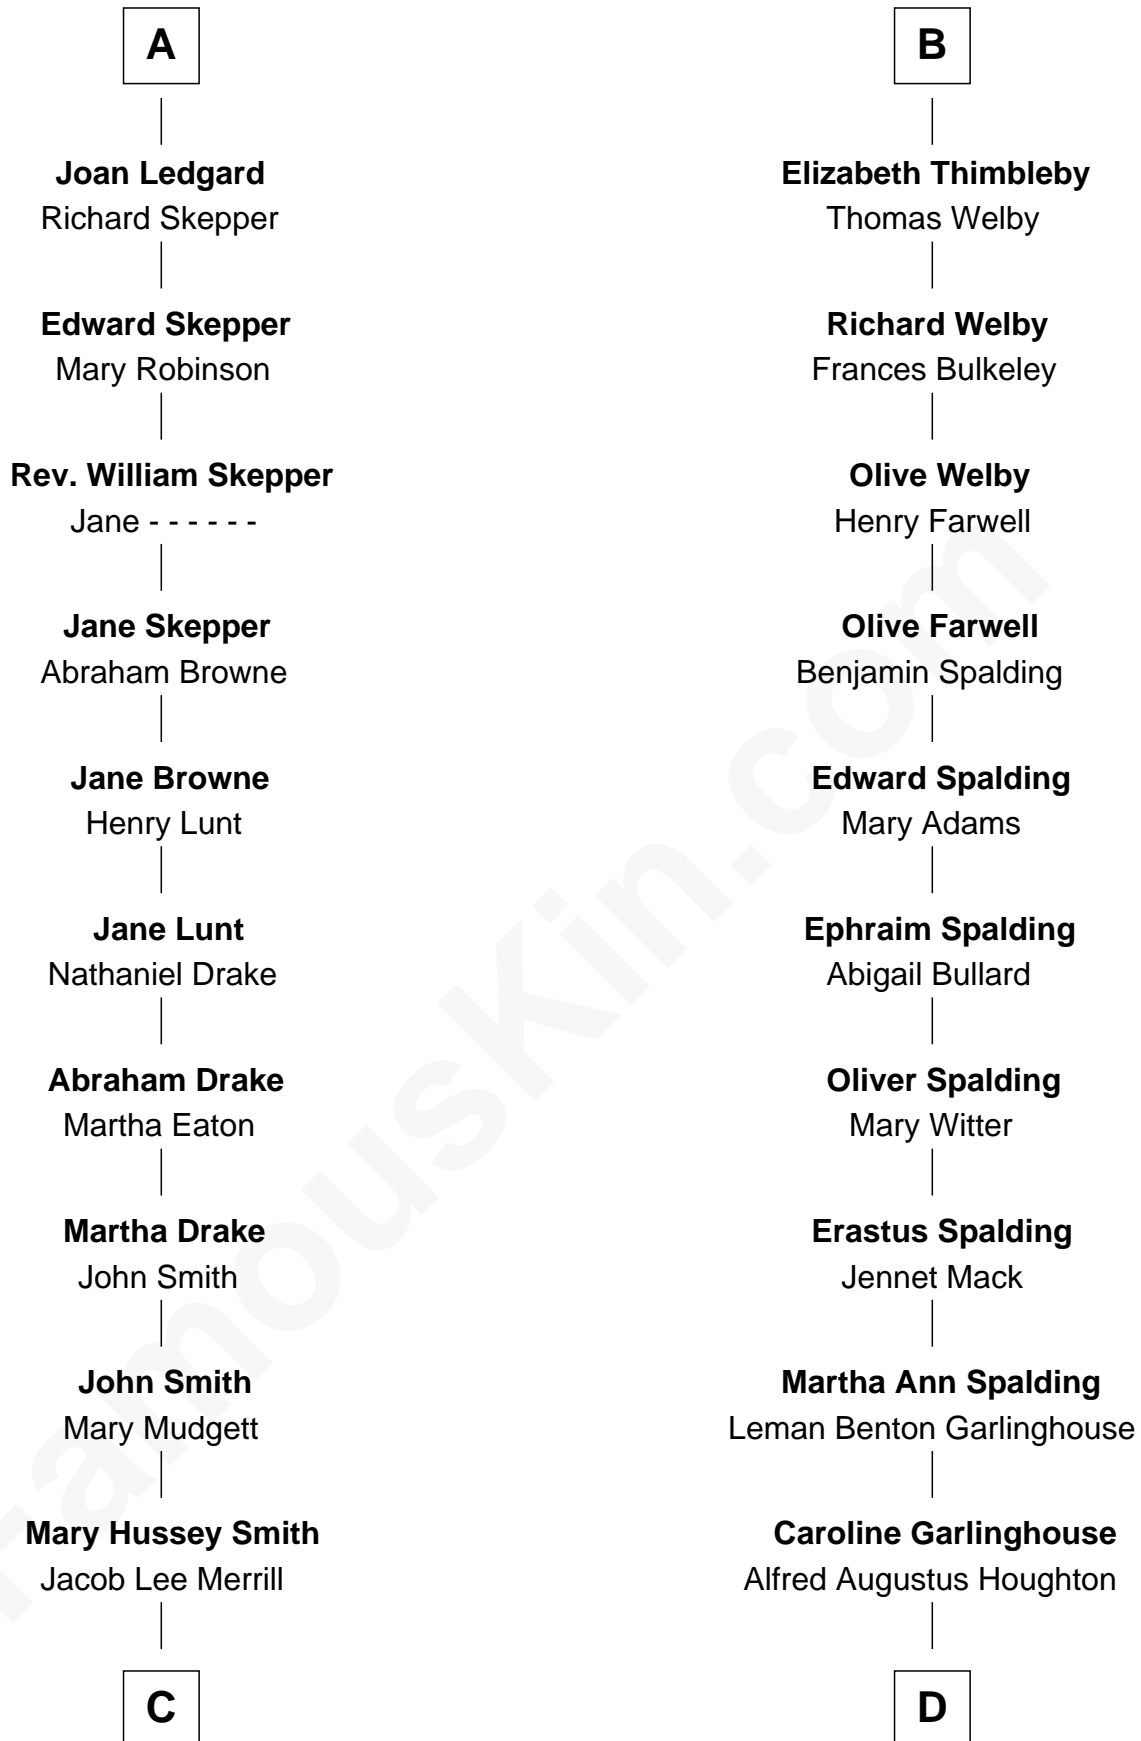 A
Joan Ledgard
Richard Skepper
Edward Skepper
Mary Robinson
Rev. William Skepper
Jane - - - - - -
Jane Skepper
Abraham Browne
Jane Browne
Henry Lunt
Jane Lunt
Nathaniel Drake
Abraham Drake
Martha Eaton
Martha Drake
John Smith
John Smith
Mary Mudgett
Mary Hussey Smith
Jacob Lee Merrill
C
B
Elizabeth Thimbleby
Thomas Welby
Richard Welby
Frances Bulkeley
Olive Welby
Henry Farwell
Olive Farwell
Benjamin Spalding
Edward Spalding
Mary Adams
Ephraim Spalding
Abigail Bullard
Oliver Spalding
Mary Witter
Erastus Spalding
Jennet Mack
Martha Ann Spalding
Leman Benton Garlinghouse
Caroline Garlinghouse
Alfred Augustus Houghton
D
FamousKin.com